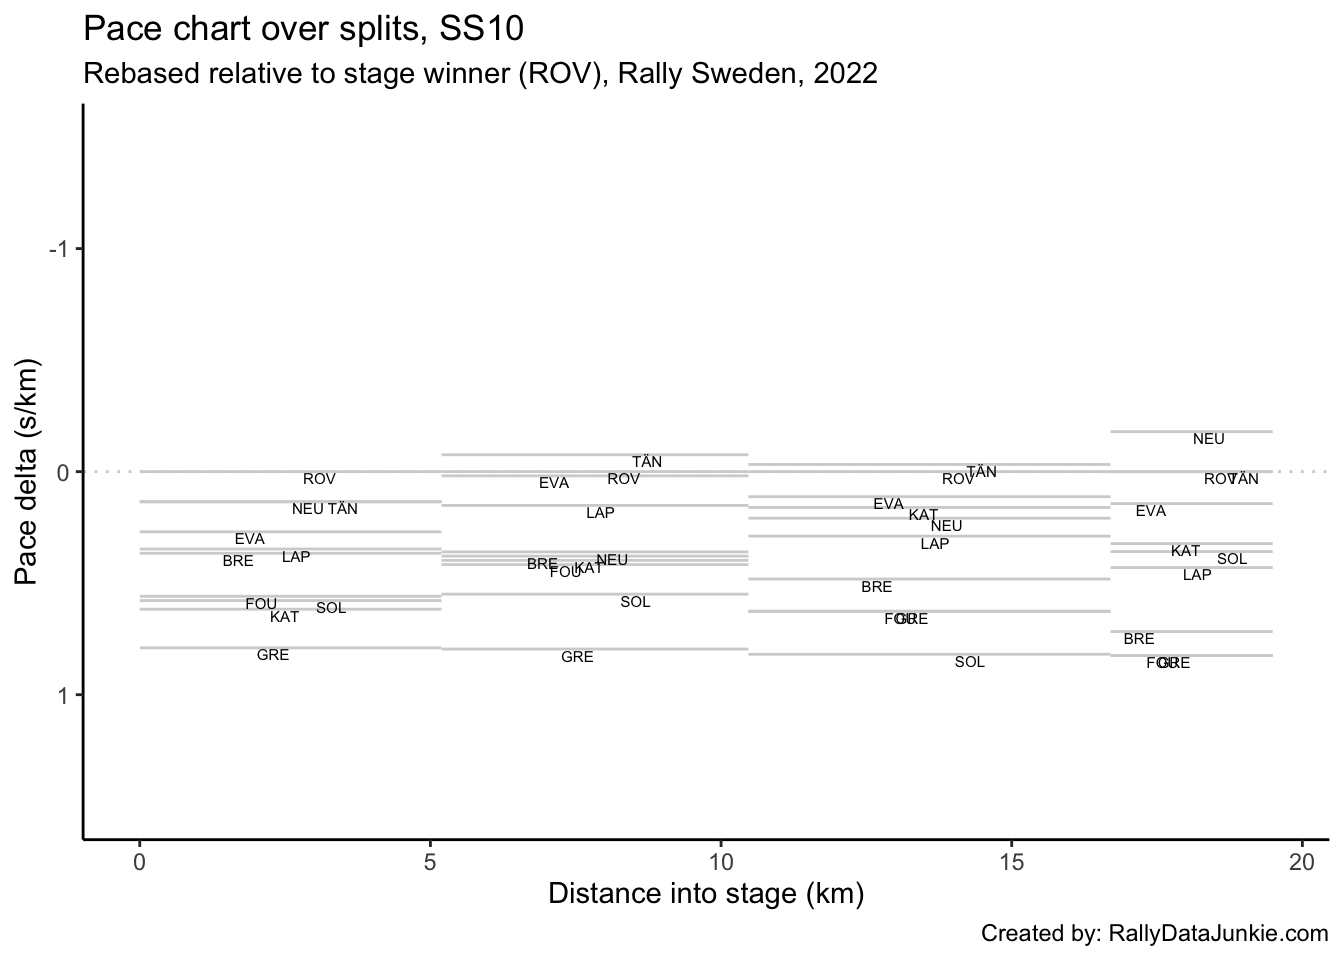 Pace chart over splits, SS10
Rebased relative to stage winner (ROV), Rally Sweden, 2022
Pace delta (s/km)
-1
0
1
ROV
NEU TÄN
EVA
BRE
LAP
FOU
SOL
KAT
GRE
TÄN
EVA
ROV
LAP
BRE
NEU
FOU
KAT
SOL
GRE
TÄN
ROV
EVA
KAT
NEU
LAP
BRE
FOU
GRE
SOL
NEU
ROV
TÄN
EVA
KAT
SOL
LAP
BRE
FOU
GRE
0 5 10 15 20
Distance into stage (km)
Created by: RallyDataJunkie.com